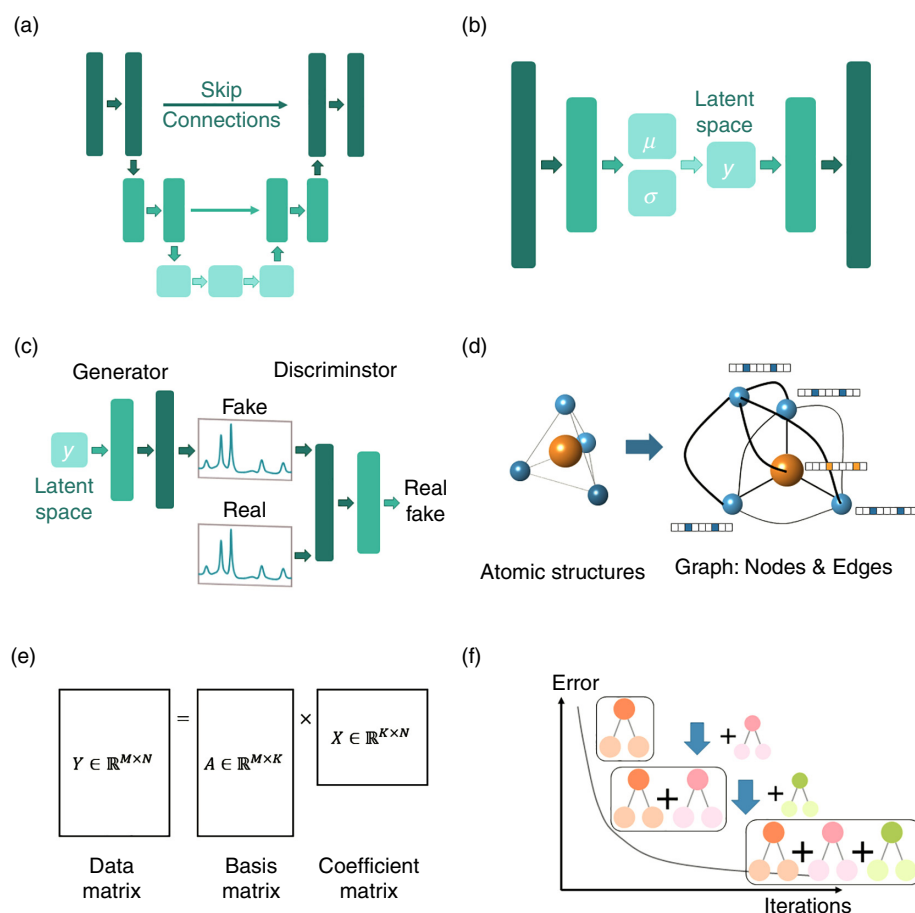 (a)
Skip
Connections
(b)
Latent
space
μ
σ
y
(c)
Generator
Discriminstor
Fake
y
Latent
space
Real
Real
fake
(d)
Atomic structures
Graph: Nodes & Edges
(e)
Y ∈ ℝ^{M×N}
=
A ∈ ℝ^{M×K}
×
X ∈ ℝ^{K×N}
Data
matrix
Basis
matrix
Coefficient
matrix
(f)
Error
+
+
+
+
+
Iterations